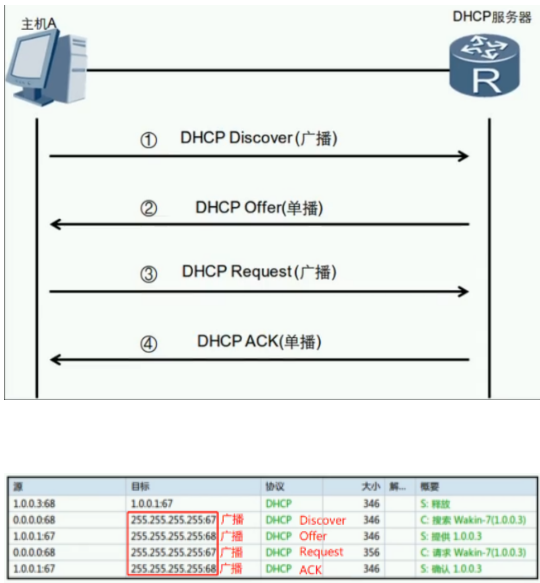 主机A
DHCP服务器
R
① DHCP Discover(广播)
② DHCP Offer(单播)
③ DHCP Request(广播)
④ DHCP ACK(单播)
源 目标 协议 大小 解... 概要
1.0.0.3:68 1.0.0.1:67 DHCP 346 S: 释放
0.0.0.0:68 255.255.255.255:67 广播 DHCP Discover 346 C: 搜索 Wakin-7(1.0.0.3)
1.0.0.1:67 255.255.255.255:68 广播 DHCP Offer 346 S: 提供 1.0.0.3
0.0.0.0:68 255.255.255.255:67 广播 DHCP Request 356 C: 请求 Wakin-7(1.0.0.3)
1.0.0.1:67 255.255.255.255:68 广播 DHCP ACK 346 S: 确认 1.0.0.3